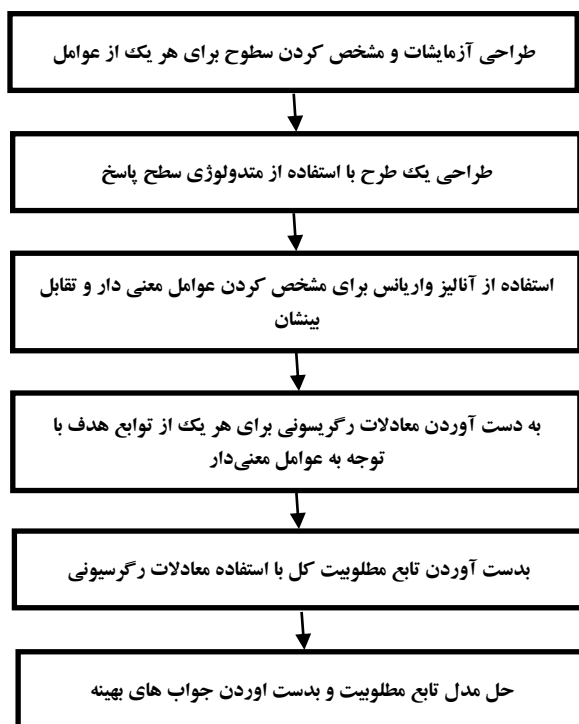 طراحی آزمایشات و مشخص کردن سطوح برای هر یک از عوامل
طراحی یک طرح با استفاده از متدولوژی سطح پاسخ
استفاده از آنالیز واریانس برای مشخص کردن عوامل معنی دار و تقابل
بینشان
به دست آوردن معادلات رگریسونی برای هر یک از توابع هدف با
توجه به عوامل معنی‌دار
بدست آوردن تابع مطلوبیت کل با استفاده معادلات رگرسیونی
حل مدل تابع مطلوبیت و بدست اوردن جواب های بهینه